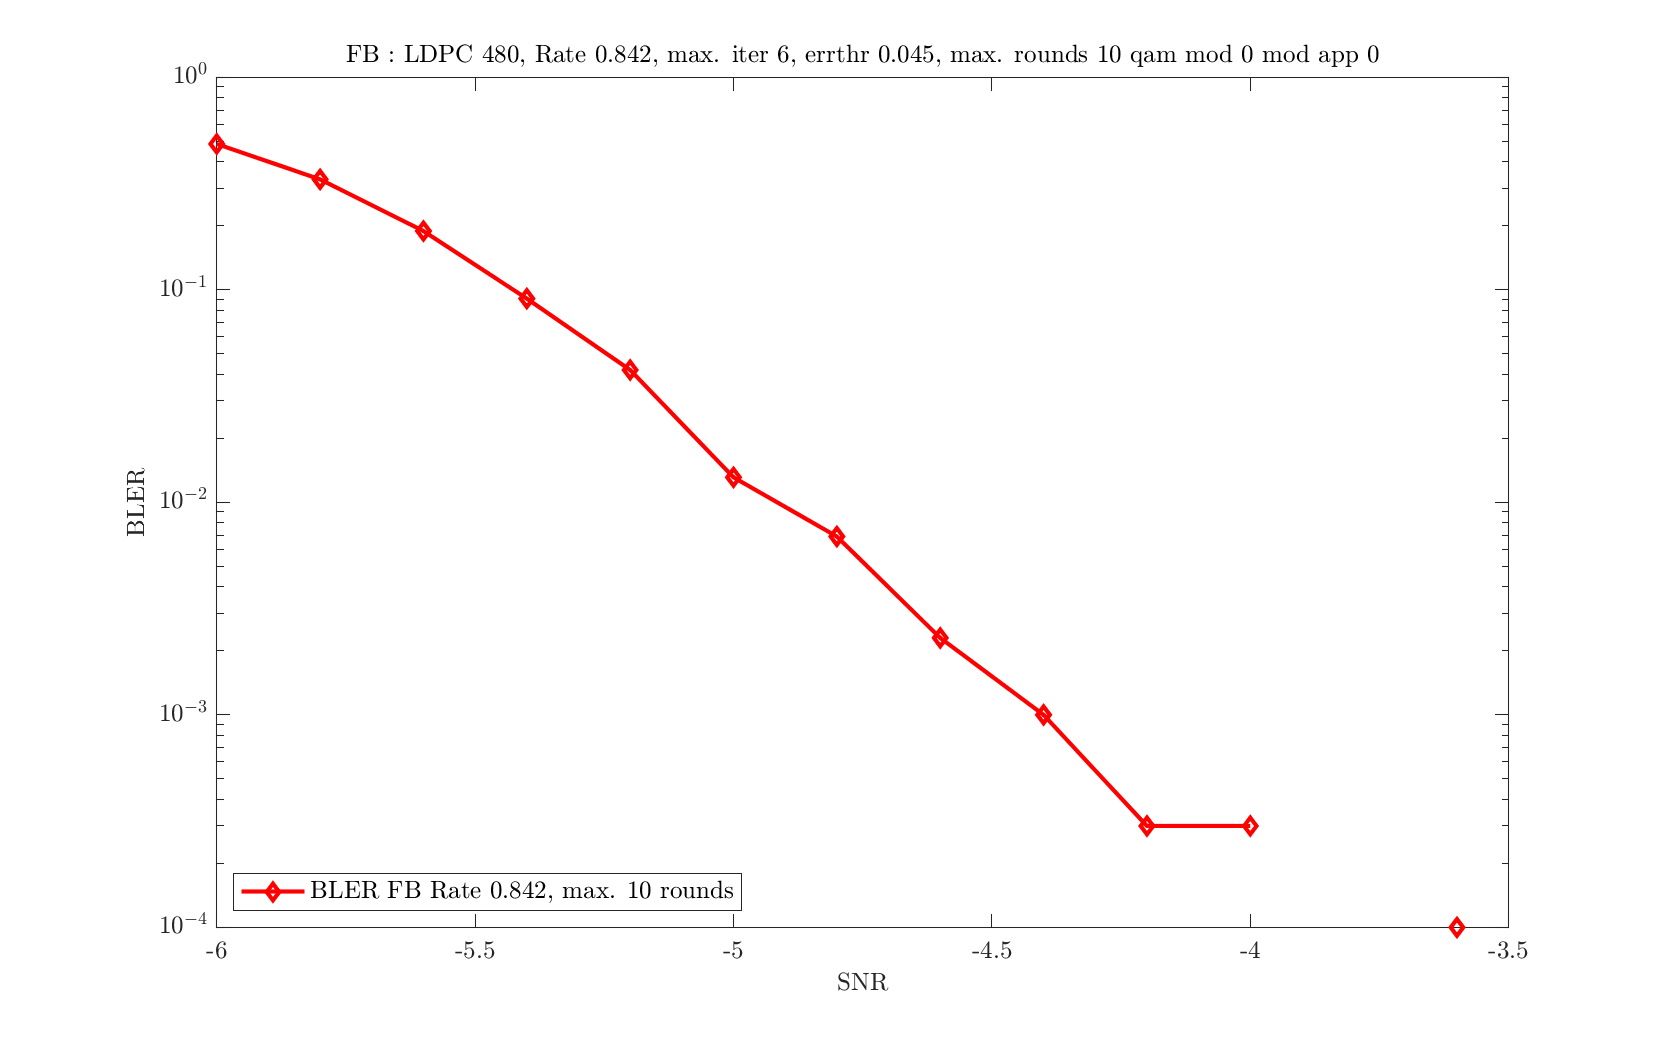 FB : LDPC 480, Rate 0.842, max. iter 6, errthr 0.045, max. rounds 10 qam mod 0 mod app 0
10^0
10^-1
10^-2
10^-3
10^-4
BLER
BLER FB Rate 0.842, max. 10 rounds
-6 -5.5 -5 -4.5 -4 -3.5
SNR